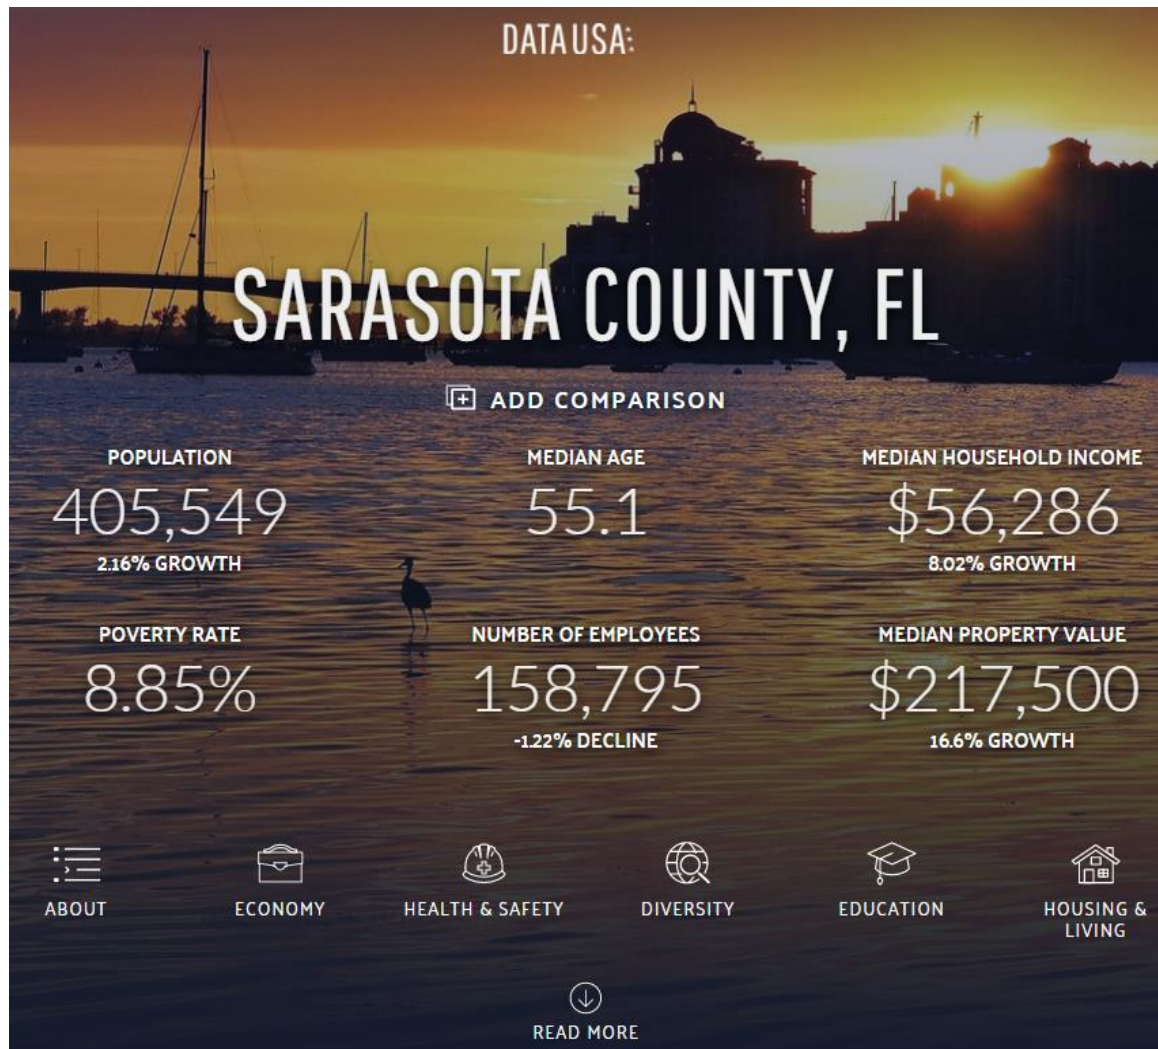 DATAUSA:
SARASOTA COUNTY, FL
ADD COMPARISON
POPULATION
405,549
2.16% GROWTH
MEDIAN AGE
55.1
MEDIAN HOUSEHOLD INCOME
$56,286
8.02% GROWTH
POVERTY RATE
8.85%
NUMBER OF EMPLOYEES
158,795
-1.22% DECLINE
MEDIAN PROPERTY VALUE
$217,500
16.6% GROWTH
ABOUT
ECONOMY
HEALTH & SAFETY
DIVERSITY
EDUCATION
HOUSING &
LIVING
READ MORE